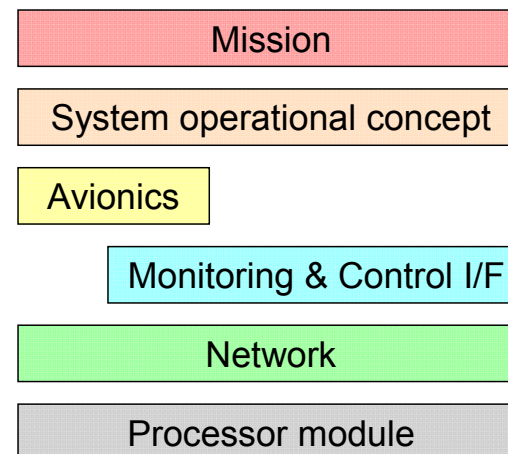 Mission
System operational concept
Avionics
Monitoring & Control I/F
Network
Processor module